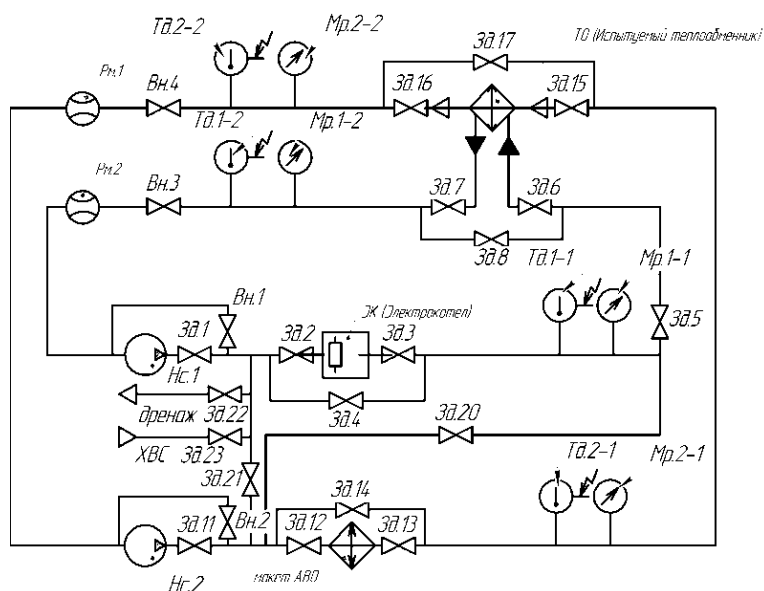 Тд.2-2
Мр.2-2
Зд.17
ТО (Испытуемый теплообменник)
Рм.1
Вн.4
Зд.16
Зд.15
Тд.1-2
Мр.1-2
Рм.2
Вн.3
Зд.7
Зд.6
Зд.8
Тд.1-1
Мр.1-1
Вн.1
ЭК (Электрокотел)
Зд.1
Зд.2
Зд.3
Зд.5
Нс.1
дренаж
Зд.22
Зд.4
Зд.20
ХВС
Зд.23
Тд.2-1
Мр.2-1
Зд.21
Зд.14
Зд.11
Вн.2
Зд.12
Зд.13
Нс.2
макет АВО